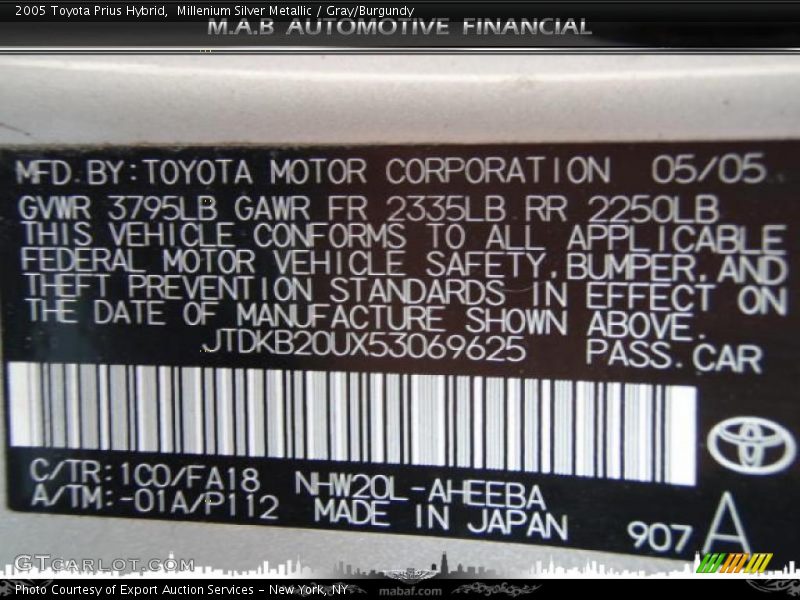 2005 Toyota Prius Hybrid, Millenium Silver Metallic / Gray/Burgundy
M.A.B AUTOMOTIVE FINANCIAL
MFD.BY:TOYOTA MOTOR CORPORATION 05/05
GVWR 3795LB GAWR FR 2335LB RR 2250LB
THIS VEHICLE CONFORMS TO ALL APPLICABLE
FEDERAL MOTOR VEHICLE SAFETY,BUMPER,AND
THEFT PREVENTION STANDARDS IN EFFECT ON
THE DATE OF MANUFACTURE SHOWN ABOVE.
JTDKB20UX53069625 PASS.CAR
C/TR:1C0/FA18 NHW20L-AHEEBA
A/TM:-01A/P112 MADE IN JAPAN 907 A
GTcarlot.com
Photo Courtesy of Export Auction Services - New York, NY mabaf.com